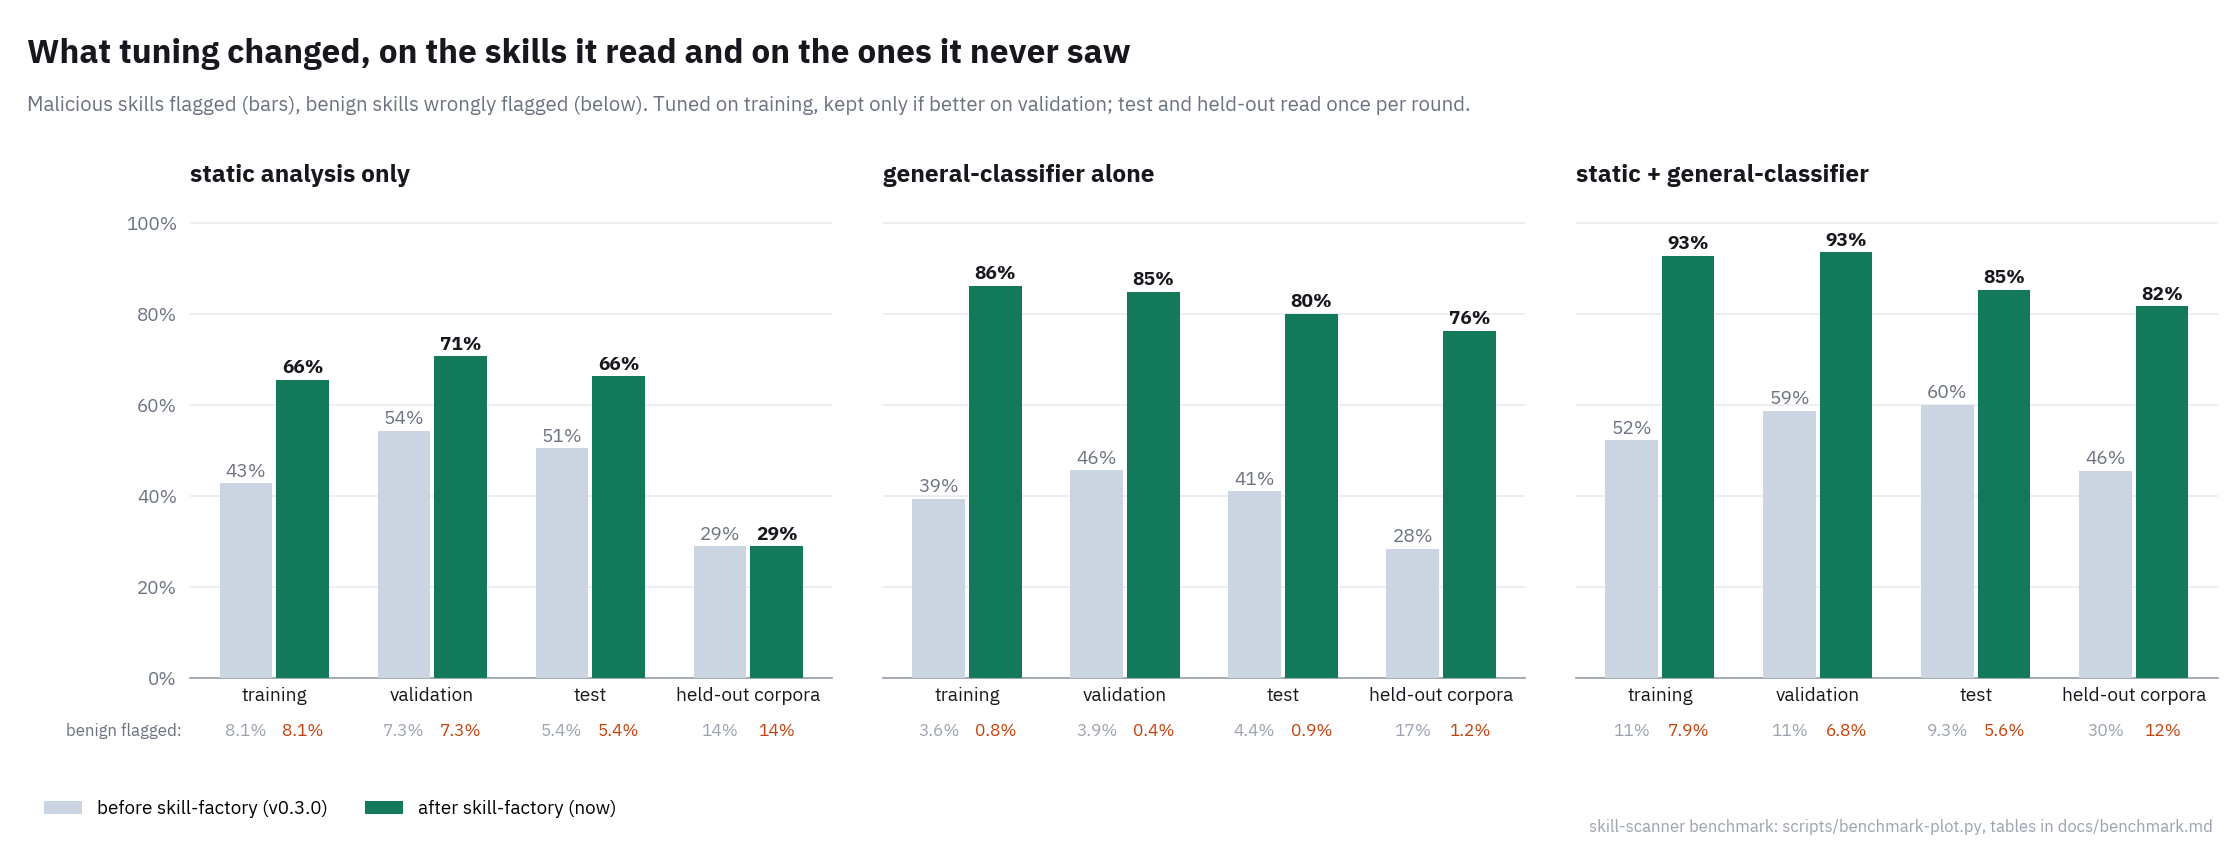 What tuning changed, on the skills it read and on the ones it never saw
Malicious skills flagged (bars), benign skills wrongly flagged (below). Tuned on training, kept only if better on validation; test and held-out read once per round.
static analysis only
100%
80%
60%
40%
20%
0%
43% 66% 54% 71% 51% 66% 29% 29%
training validation test held-out corpora
benign flagged: 8.1% 8.1% 7.3% 7.3% 5.4% 5.4% 14% 14%
general-classifier alone
39% 86% 46% 85% 41% 80% 28% 76%
training validation test held-out corpora
3.6% 0.8% 3.9% 0.4% 4.4% 0.9% 17% 1.2%
static + general-classifier
52% 93% 59% 93% 60% 85% 46% 82%
training validation test held-out corpora
11% 7.9% 11% 6.8% 9.3% 5.6% 30% 12%
before skill-factory (v0.3.0) after skill-factory (now)
skill-scanner benchmark: scripts/benchmark-plot.py, tables in docs/benchmark.md